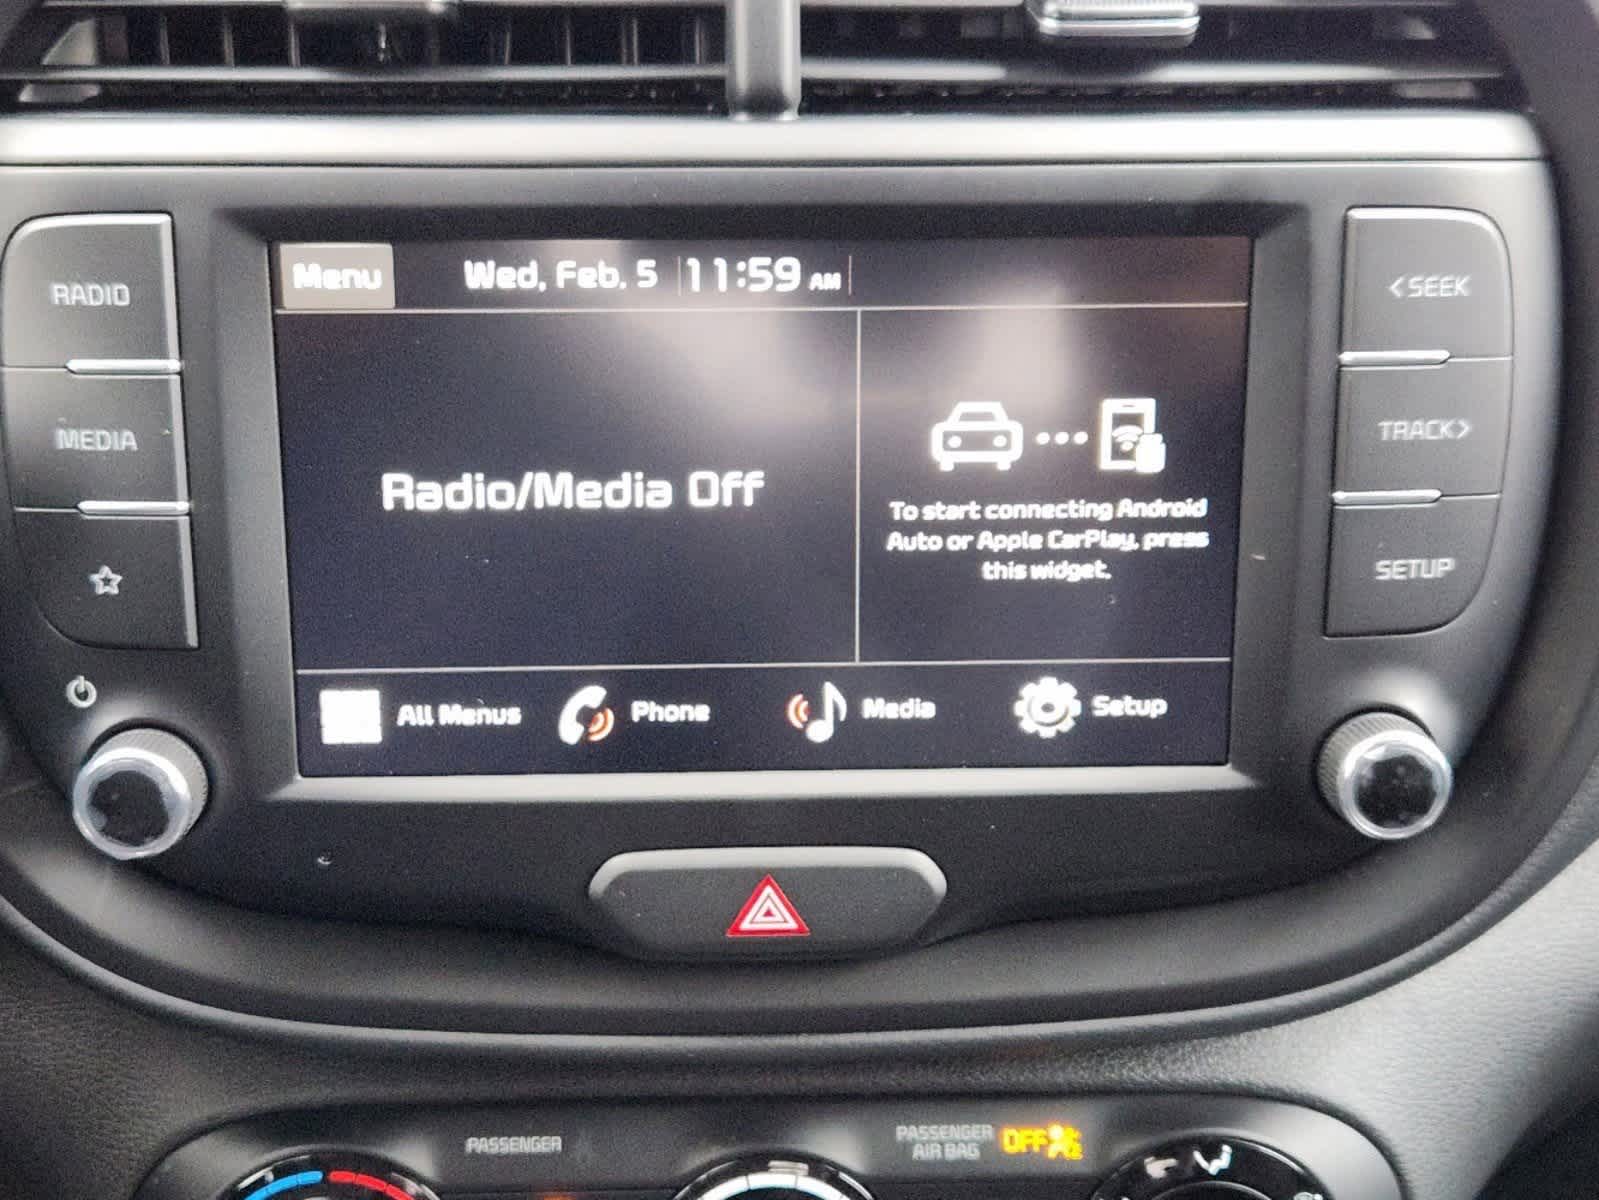 RADIO
MEDIA
Menu
Wed, Feb. 5
11:59 AM
Radio/Media Off
To start connecting Android
Auto or Apple CarPlay, press
this widget.
All Menus
Phone
Media
Setup
<SEEK
TRACK>
SETUP
PASSENGER
PASSENGER
AIR BAG
OFF